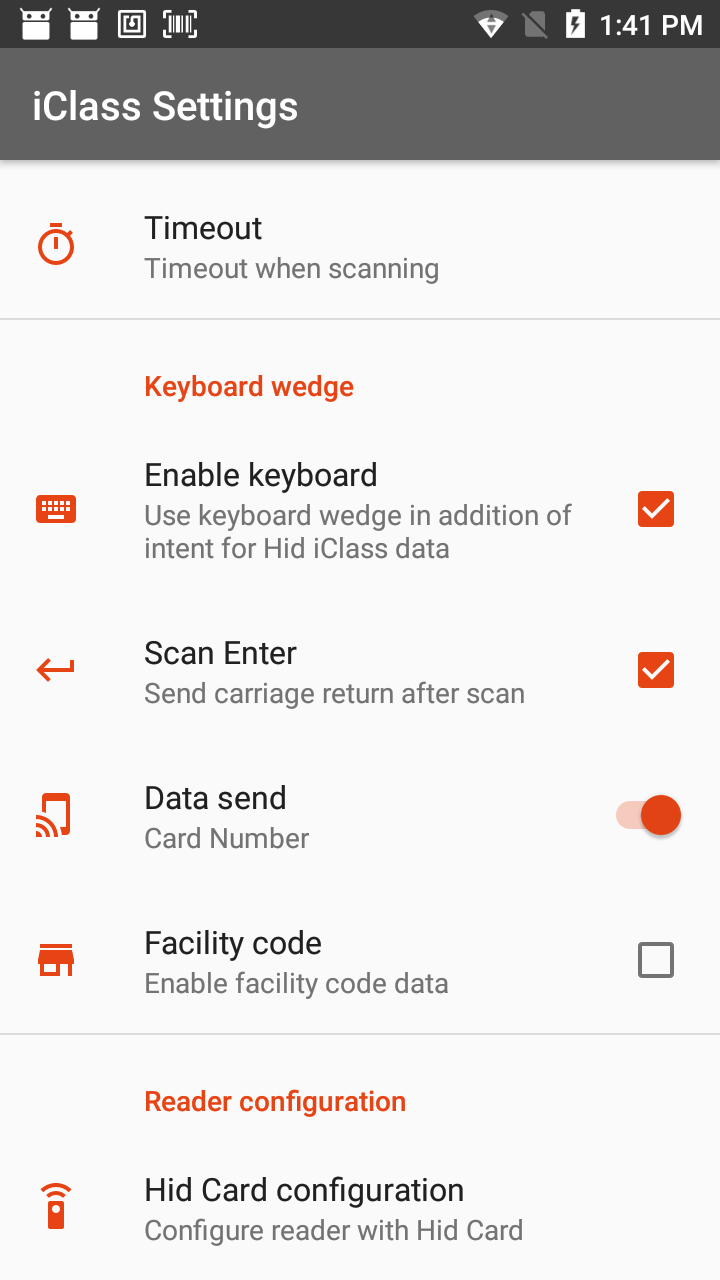 1:41 PM
iClass Settings
Timeout
Timeout when scanning
Keyboard wedge
Enable keyboard
Use keyboard wedge in addition of
intent for Hid iClass data
Scan Enter
Send carriage return after scan
Data send
Card Number
Facility code
Enable facility code data
Reader configuration
Hid Card configuration
Configure reader with Hid Card